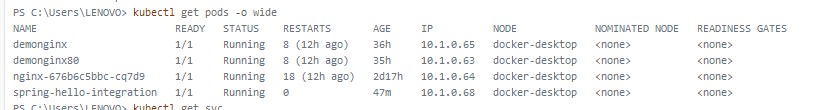 PS C:\Users\LENOVO> kubectl get pods -o wide
NAME READY STATUS RESTARTS AGE IP NODE NOMINATED NODE READINESS GATES
demonginx 1/1 Running 8 (12h ago) 36h 10.1.0.65 docker-desktop <none> <none>
demonginx80 1/1 Running 8 (12h ago) 35h 10.1.0.63 docker-desktop <none> <none>
nginx-676b6c5bbc-cq7d9 1/1 Running 18 (12h ago) 2d17h 10.1.0.64 docker-desktop <none> <none>
spring-hello-integration 1/1 Running 0 47m 10.1.0.68 docker-desktop <none> <none>
PS C:\Users\LENOVO> kubectl get svc